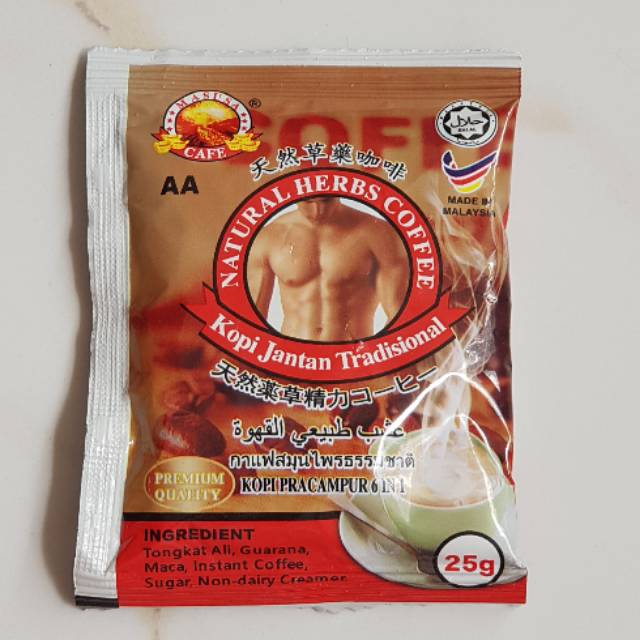 MASUSA
CAFE
®
AA
COFFEE
حلال
HALAL
MADE IN
MALAYSIA
天然草藥咖啡
NATURAL HERBS COFFEE
Kopi Jantan Tradisional
天然薬草精力コーヒー
عشب طبيعي القهوة
กาแฟสมุนไพรธรรมชาติ
KOPI PRACAMPUR 6 IN 1
PREMIUM
QUALITY
INGREDIENT
Tongkat Ali, Guarana,
Maca, Instant Coffee,
Sugar, Non-dairy Creamer
25g